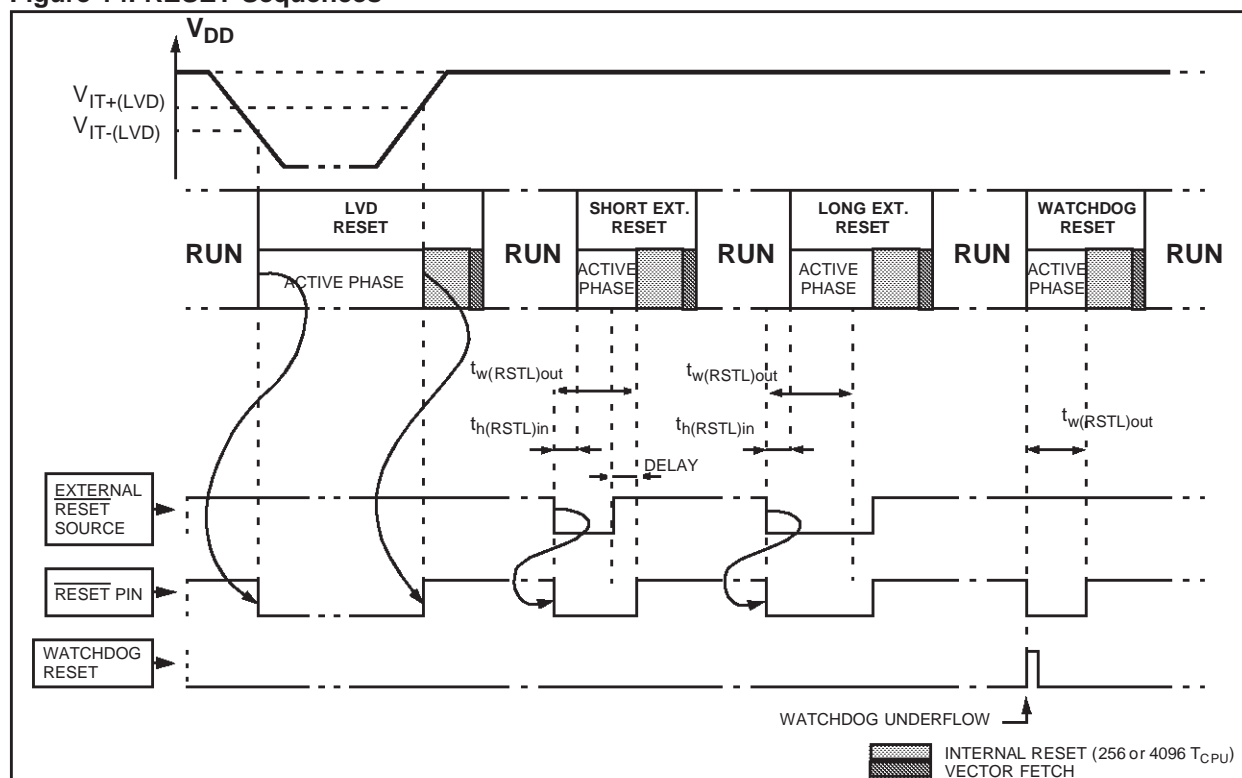 Figure 14. RESET Sequences
VDD
VIT+(LVD)
VIT-(LVD)
LVD
RESET
SHORT EXT.
RESET
LONG EXT.
RESET
WATCHDOG
RESET
RUN
RUN
RUN
RUN
RUN
ACTIVE PHASE
ACTIVE
PHASE
ACTIVE
PHASE
ACTIVE
PHASE
tw(RSTL)out
tw(RSTL)out
th(RSTL)in
th(RSTL)in
tw(RSTL)out
DELAY
EXTERNAL
RESET
SOURCE
RESET PIN
WATCHDOG
RESET
WATCHDOG UNDERFLOW
INTERNAL RESET (256 or 4096 TCPU)
VECTOR FETCH